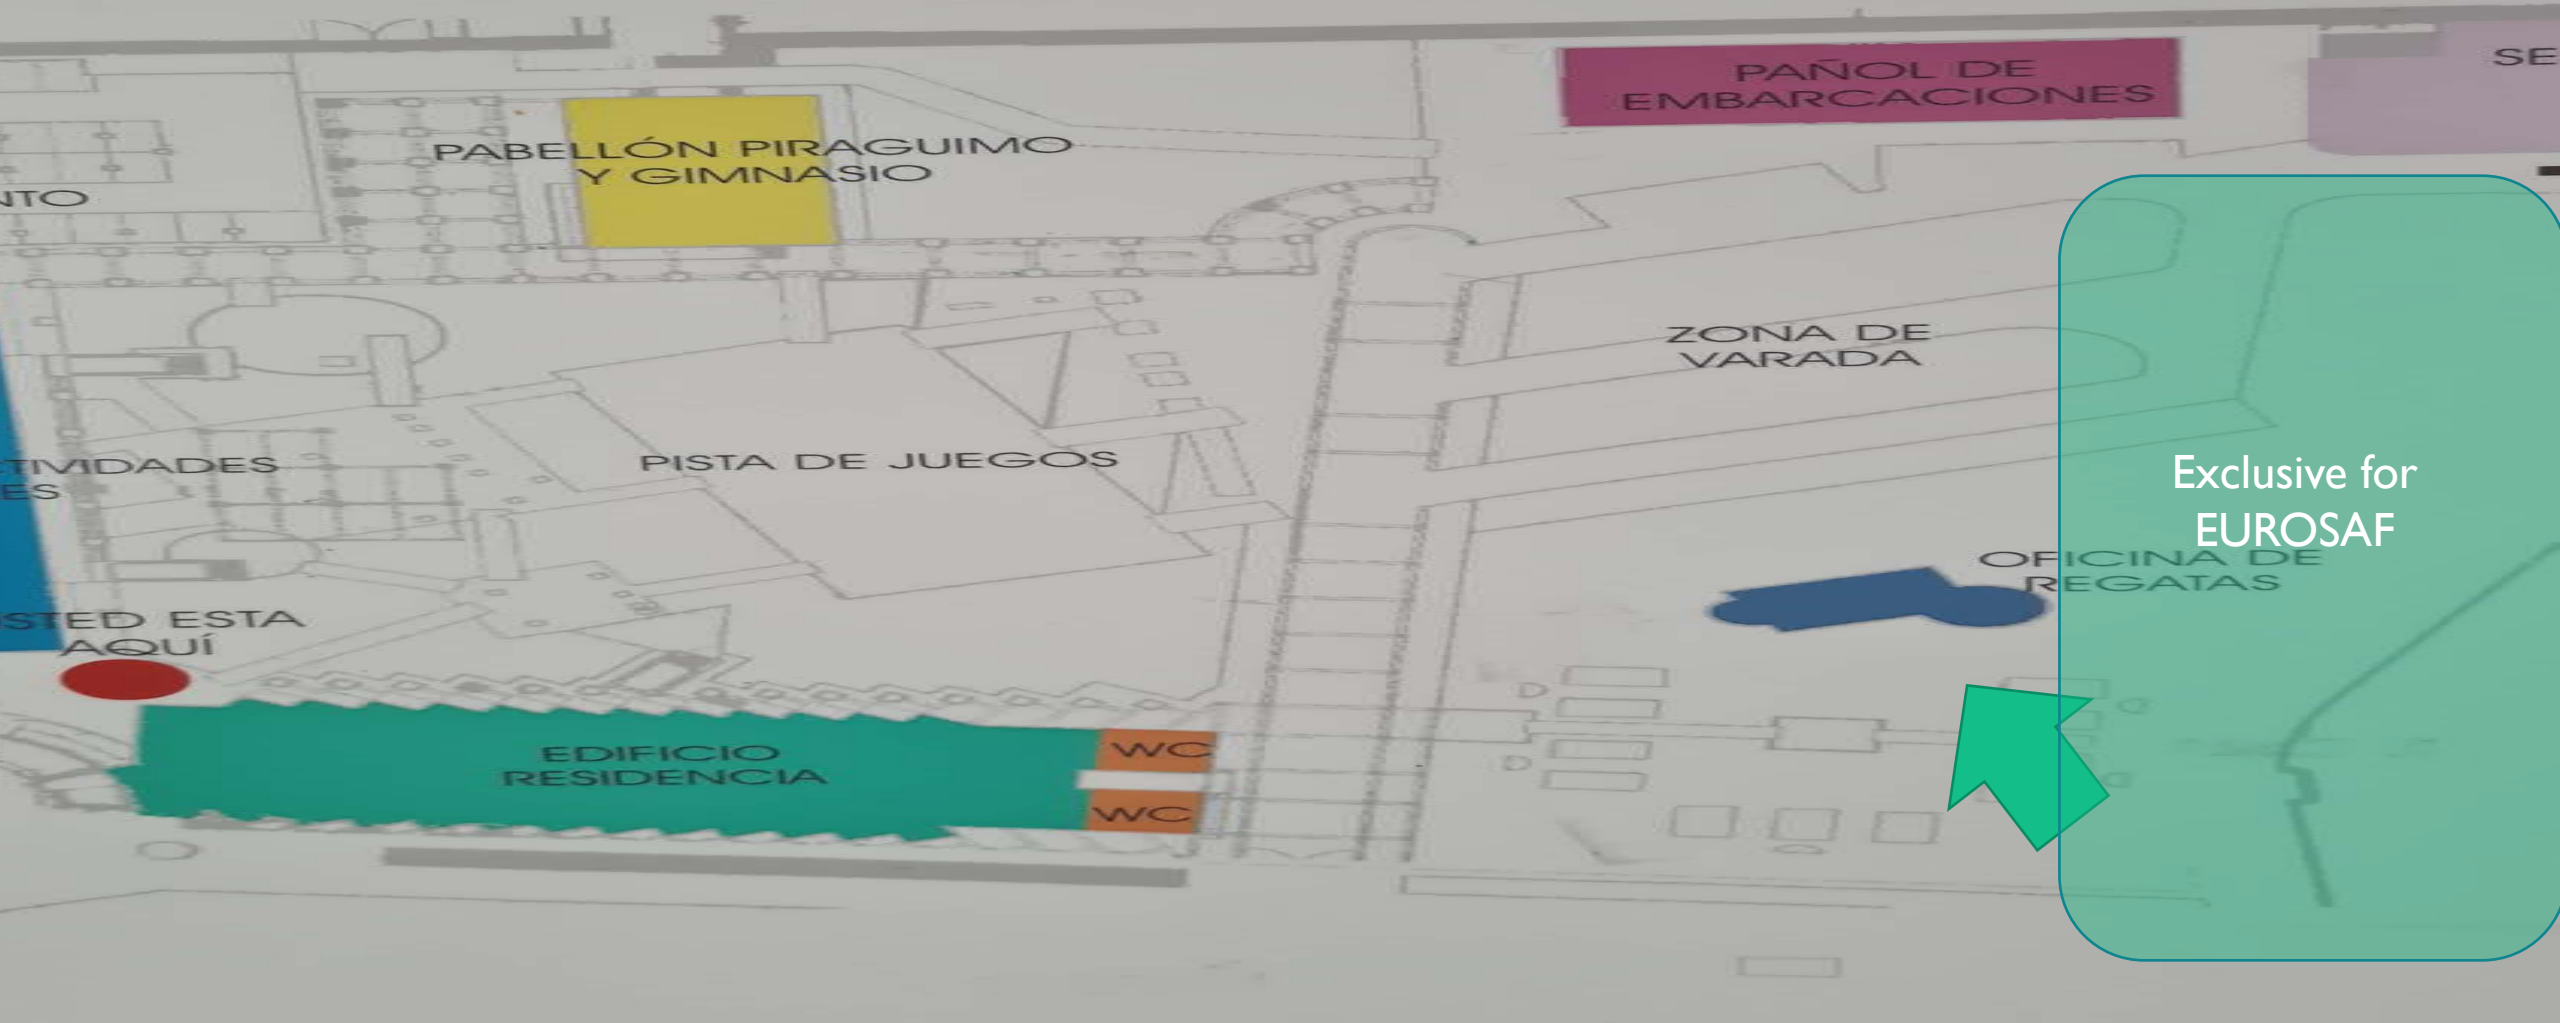 SE
PAÑOL DE
EMBARCACIONES
PABELLÓN PIRAGUIMO
Y GIMNASIO
NTO
ZONA DE
VARADA
PISTA DE JUEGOS
TIVIDADES
ES
Exclusive for
EUROSAF
OFICINA DE
REGATAS
STED ESTA
AQUÍ
EDIFICIO
RESIDENCIA
WC
WC